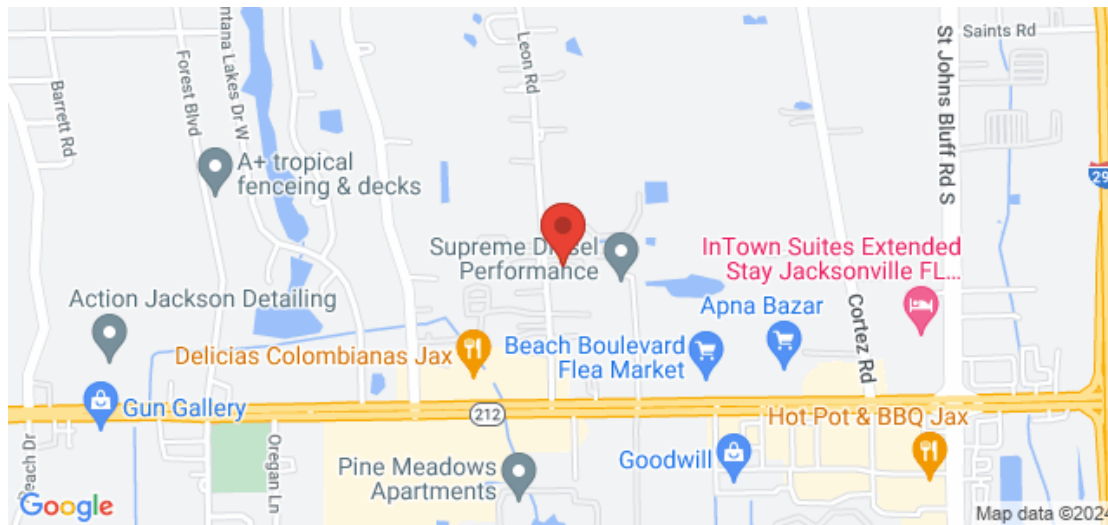 Saints Rd
Leon Rd
ntana Lakes Dr W
Forest Blvd
Barrett Rd
St Johns Bluff Rd S
29
A+ tropical
fenceing & decks
Supreme Diesel
Performance
InTown Suites Extended
Stay Jacksonville FL...
Action Jackson Detailing
Apna Bazar
Cortez Rd
Delicias Colombianas Jax
Beach Boulevard
Flea Market
Gun Gallery
212
Hot Pot & BBQ Jax
each Dr
Oregan Ln
Pine Meadows
Apartments
Goodwill
Google
Map data ©2024